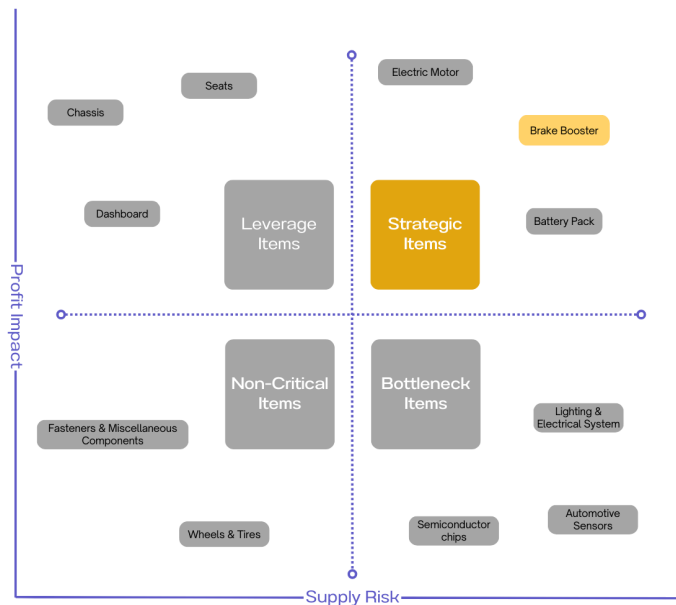 Electric Motor
Seats
Chassis
Brake Booster
Dashboard
Leverage
Items
Strategic
Items
Battery Pack
Profit Impact
Non-Critical
Items
Bottleneck
Items
Fasteners & Miscellaneous
Components
Lighting &
Electrical System
Wheels & Tires
Semiconductor
chips
Automotive
Sensors
Supply Risk